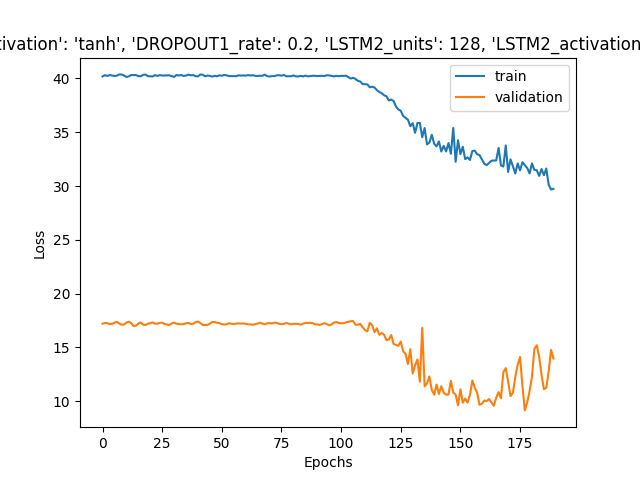 tivation': 'tanh', 'DROPOUT1_rate': 0.2, 'LSTM2_units': 128, 'LSTM2_activation
train
validation
40
35
30
25
20
15
10
Loss
0 25 50 75 100 125 150 175
Epochs